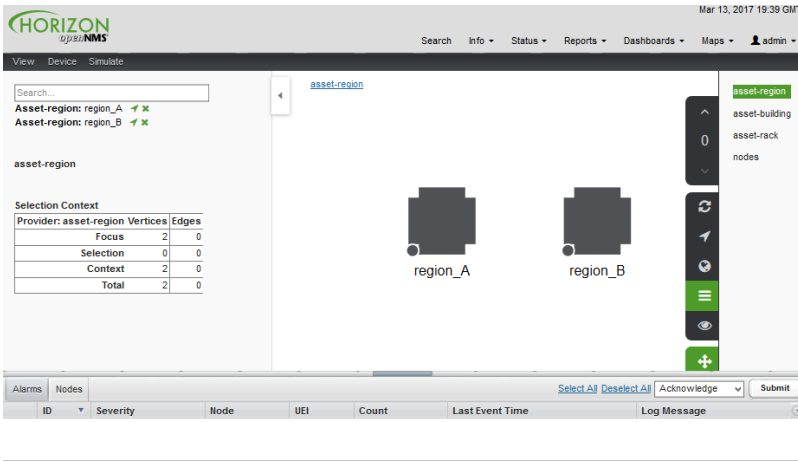 Mar 13, 2017 19:39 GMT
HORIZON
openNMS
Search Info Status Reports Dashboards Maps admin
View Device Simulate
Search...
Asset-region: region_A
Asset-region: region_B
asset-region
Selection Context
Provider: asset-region Vertices Edges
Focus 2 0
Selection 0 0
Context 2 0
Total 2 0
asset-region
region_A region_B
0
asset-region
asset-building
asset-rack
nodes
Alarms Nodes Select All Deselect All Acknowledge Submit
ID Severity Node UEI Count Last Event Time Log Message